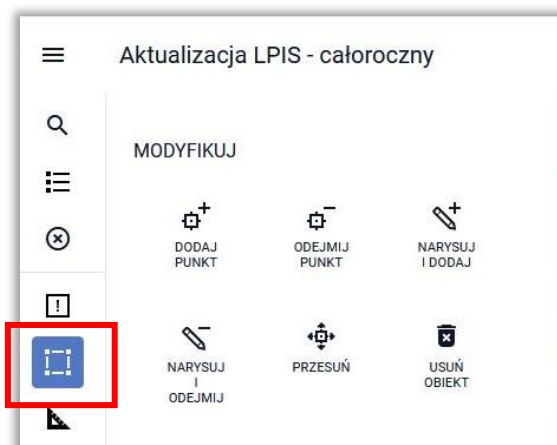 Aktualizacja LPIS - całoroczny
MODYFIKUJ
DODAJ
PUNKT
ODEJMIJ
PUNKT
NARYSUJ
I DODAJ
NARYSUJ
I
ODEJMIJ
PRZESUŃ
USUŃ
OBIEKT